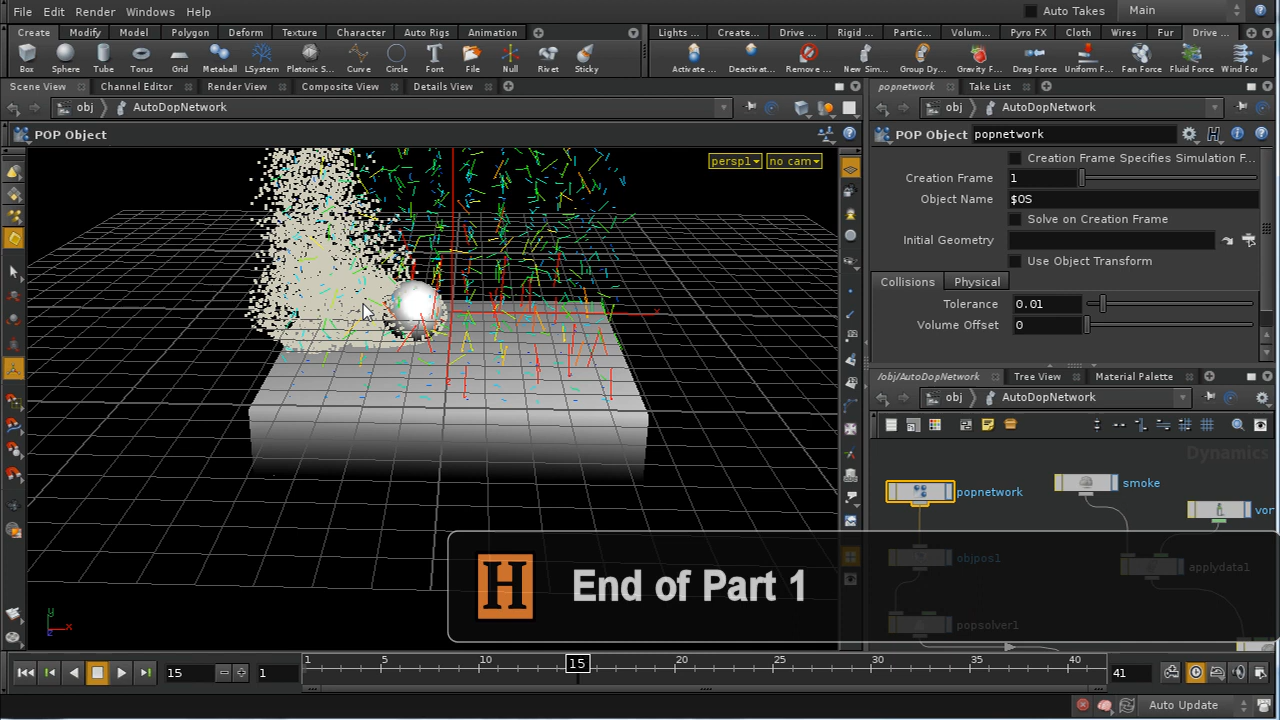 File Edit Render Windows Help
Auto Takes Main
Create Modify Model Polygon Deform Texture Character Auto Rigs Animation
Lights ... Create... Drive ... Rigid ... Partic... Volum... Pyro FX Cloth Wires Fur Drive ...
Box Sphere Tube Torus Grid Metaball LSystem Platonic S... Curve Circle Font File Null Rivet Sticky
Activate ... Deactivat... Remove ... New Sim... Group Dy... Gravity F... Drag Force Uniform F... Fan Force Fluid Force Wind For
Scene View Channel Editor Render View Composite View Details View
popnetwork Take List
obj AutoDopNetwork
obj AutoDopNetwork
POP Object
POP Object popnetwork
persp1 no cam
Creation Frame Specifies Simulation F...
Creation Frame 1
Object Name $OS
Solve on Creation Frame
Initial Geometry
Use Object Transform
Collisions Physical
Tolerance 0.01
Volume Offset 0
/obj/AutoDopNetwork Tree View Material Palette
obj AutoDopNetwork
Dynamics
popnetwork
smoke
vor
objpos1
applydata1
popsolver1
x
y
x
z
H End of Part 1
15 1
1 5 10 15 20 25 30 35 40
41
Auto Update